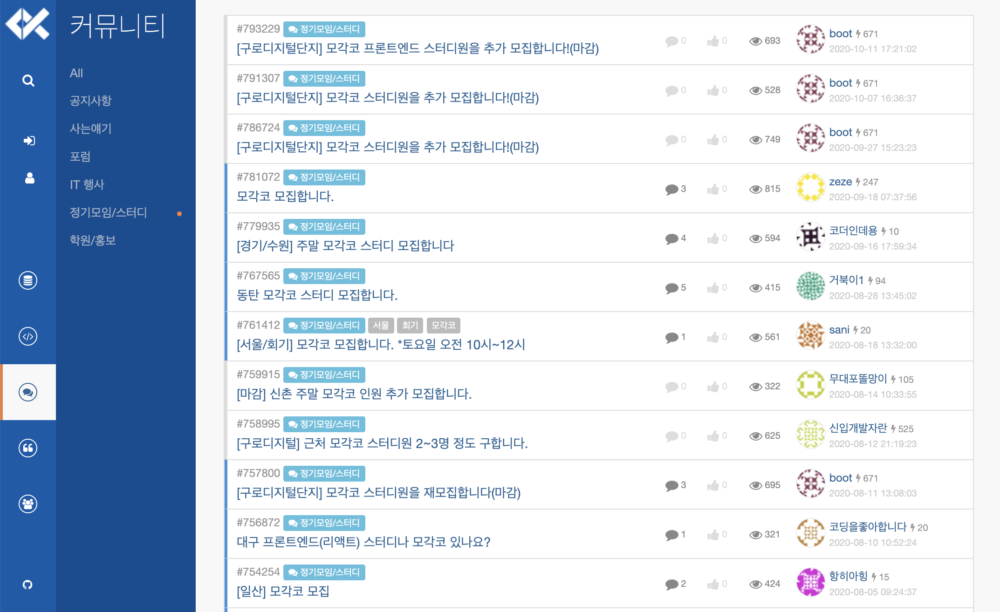 커뮤니티
All
공지사항
사는얘기
포럼
IT 행사
정기모임/스터디
학원/홍보
#793229 정기모임/스터디
[구로디지털단지] 모각코 프론트엔드 스터디원을 추가 모집합니다!(마감)
0 0 693
boot 671
2020-10-11 17:21:02
#791307 정기모임/스터디
[구로디지털단지] 모각코 스터디원을 추가 모집합니다!(마감)
0 0 528
boot 671
2020-10-07 16:36:37
#786724 정기모임/스터디
[구로디지털단지] 모각코 스터디원을 추가 모집합니다!(마감)
0 0 749
boot 671
2020-09-27 15:23:23
#781072 정기모임/스터디
모각코 모집합니다.
3 0 815
zeze 247
2020-09-18 07:37:56
#779935 정기모임/스터디
[경기/수원] 주말 모각코 스터디 모집합니다
4 0 594
코더인데용 10
2020-09-16 17:59:34
#767565 정기모임/스터디
동탄 모각코 스터디 모집합니다.
5 0 415
거북이1 94
2020-08-28 13:45:02
#761412 정기모임/스터디 서울 회기 모각코
[서울/회기] 모각코 모집합니다. *토요일 오전 10시~12시
1 0 561
sani 20
2020-08-18 13:32:00
#759915 정기모임/스터디
[마감] 신촌 주말 모각코 인원 추가 모집합니다.
0 0 322
무대포똘망이 105
2020-08-14 10:33:55
#758995 정기모임/스터디
[구로디지털] 근처 모각코 스터디원 2~3명 정도 구합니다.
0 0 625
신입개발자란 525
2020-08-12 21:19:23
#757800 정기모임/스터디
[구로디지털단지] 모각코 스터디원을 재모집합니다(마감)
3 0 695
boot 671
2020-08-11 13:08:03
#756872 정기모임/스터디
대구 프론트엔드(리액트) 스터디나 모각코 있나요?
1 0 321
코딩을좋아합니다 20
2020-08-10 10:52:24
#754254 정기모임/스터디
[일산] 모각코 모집
2 0 424
항히아힝 15
2020-08-05 09:24:37